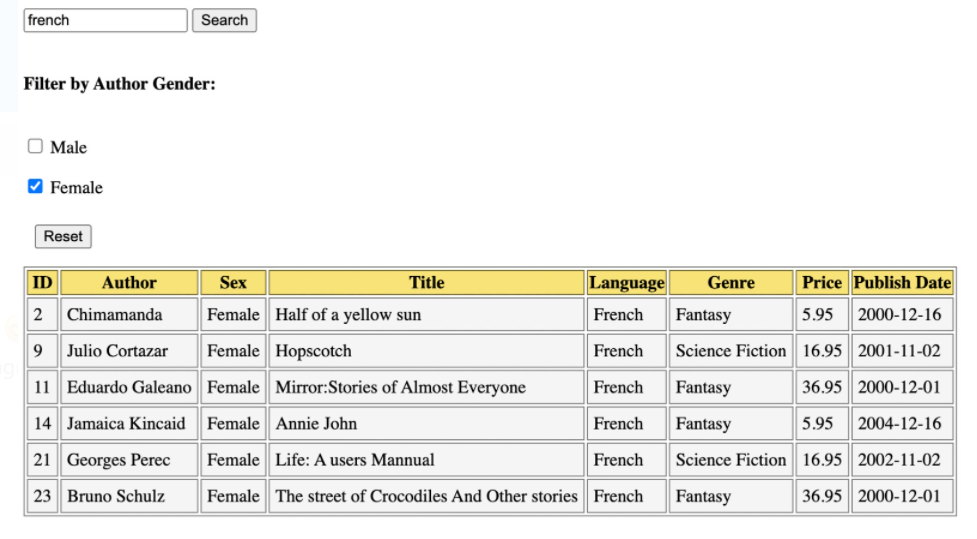 french Search
Filter by Author Gender:
Male
Female
Reset
ID Author Sex Title Language Genre Price Publish Date
2 Chimamanda Female Half of a yellow sun French Fantasy 5.95 2000-12-16
9 Julio Cortazar Female Hopscotch French Science Fiction 16.95 2001-11-02
11 Eduardo Galeano Female Mirror:Stories of Almost Everyone French Fantasy 36.95 2000-12-01
14 Jamaica Kincaid Female Annie John French Fantasy 5.95 2004-12-16
21 Georges Perec Female Life: A users Mannual French Science Fiction 16.95 2002-11-02
23 Bruno Schulz Female The street of Crocodiles And Other stories French Fantasy 36.95 2000-12-01